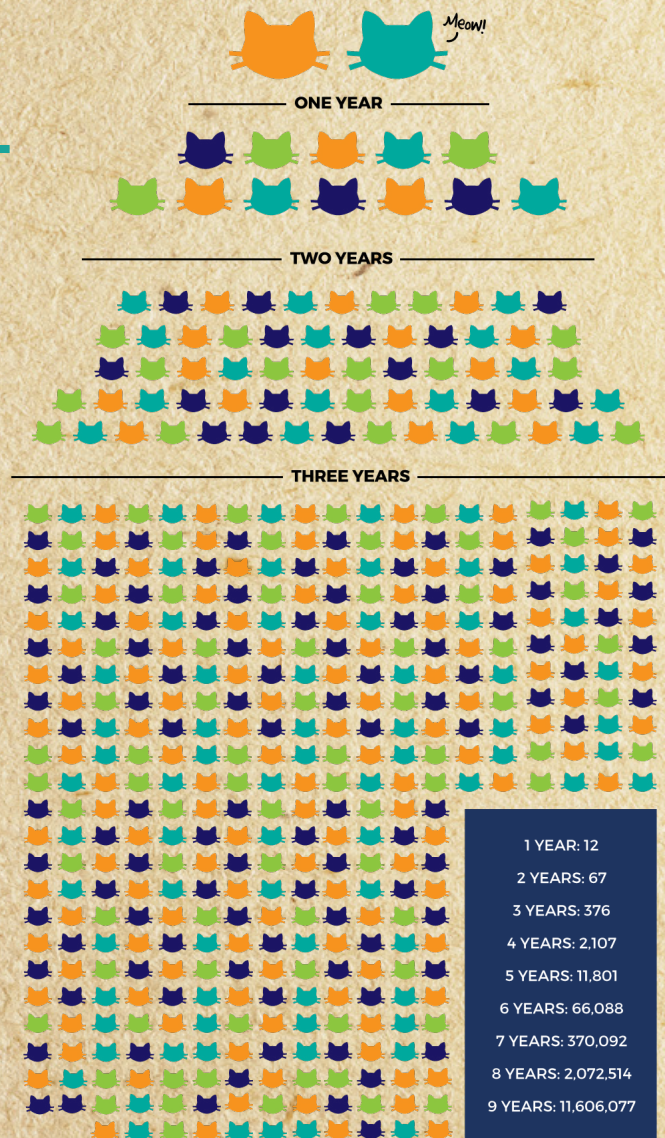 Meow!
ONE YEAR
TWO YEARS
THREE YEARS
1 YEAR: 12
2 YEARS: 67
3 YEARS: 376
4 YEARS: 2,107
5 YEARS: 11,801
6 YEARS: 66,088
7 YEARS: 370,092
8 YEARS: 2,072,514
9 YEARS: 11,606,077